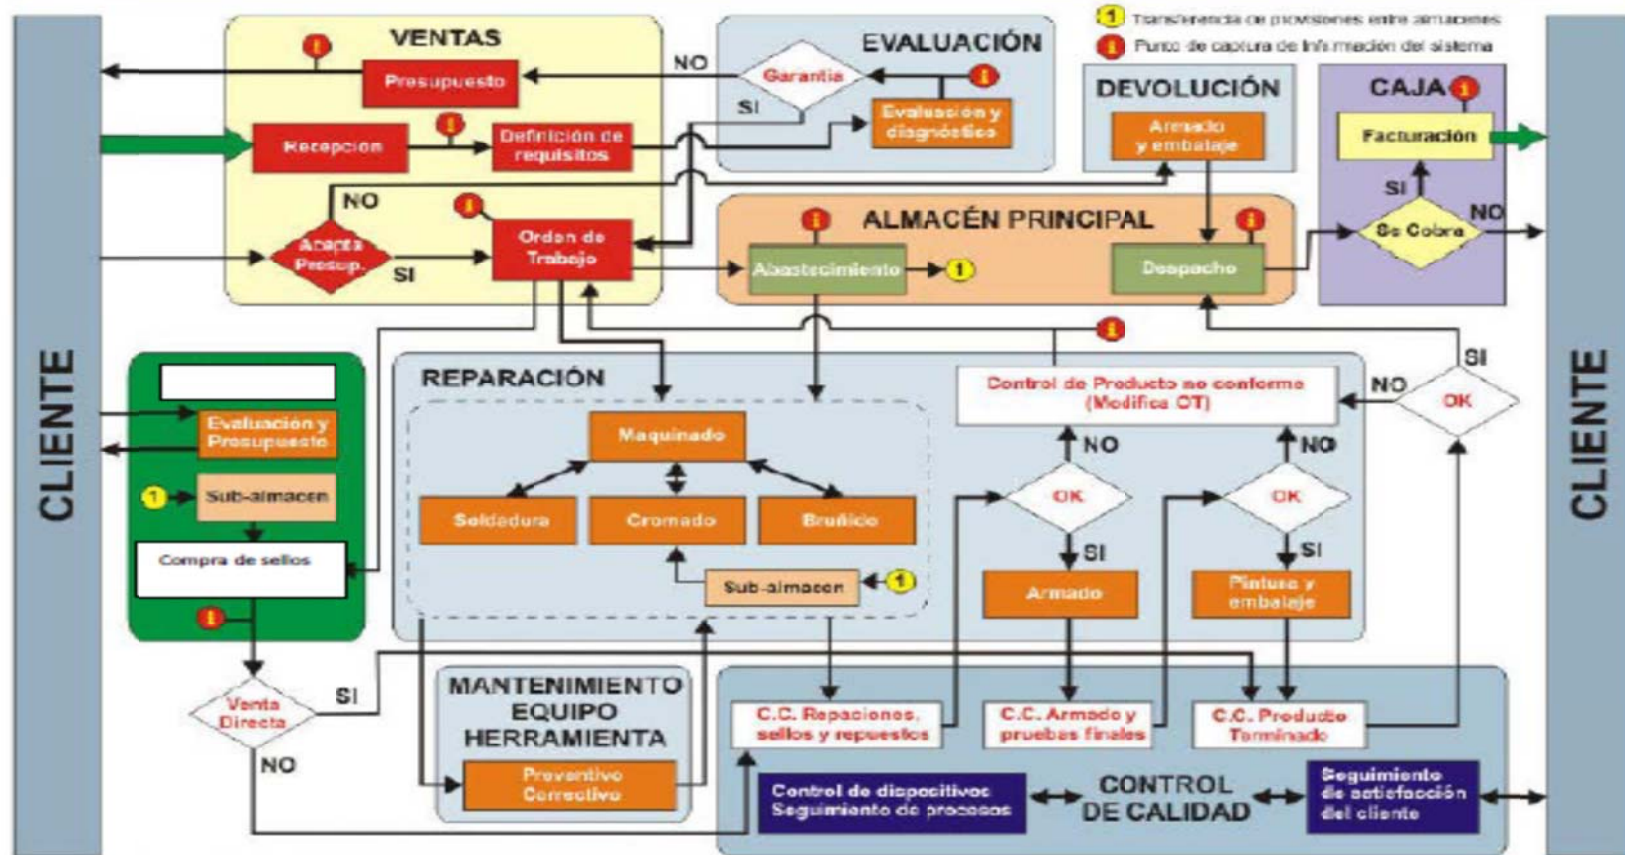 1 Transferencia de provisiones entre almacenes
i Punto de captura de Información del sistema
CLIENTE
VENTAS
i
Presupuesto
Recepción
i
Definición de
requisitos
NO
Acepta
Presup.
SI
i
Orden de
Trabajo
EVALUACIÓN
NO
Garantía
SI
i
Evaluación y
diagnóstico
DEVOLUCIÓN
Armado
y embalaje
CAJA
i
Facturación
SI
NO
Se Cobra
ALMACÉN PRINCIPAL
i
Abastecimiento
1
i
Despacho
CLIENTE
Evaluación y
Presupuesto
1
Sub-almacen
Compra de sellos
i
Venta
Directa
SI
NO
REPARACIÓN
Maquinado
Soldadura
Cromado
Bruñido
Sub-almacen
1
i
Control de Producto no conforme
(Modifica OT)
NO
OK
SI
Armado
NO
OK
SI
Pintura y
embalaje
NO
OK
SI
MANTENIMIENTO
EQUIPO
HERRAMIENTA
Preventivo
Correctivo
C.C. Repaciones,
sellos y repuestos
C.C. Armado y
pruebas finales
C.C. Producto
Terminado
Control de dispositivos
Seguimiento de procesos
CONTROL
DE CALIDAD
Seguimiento
de satisfacción
del cliente